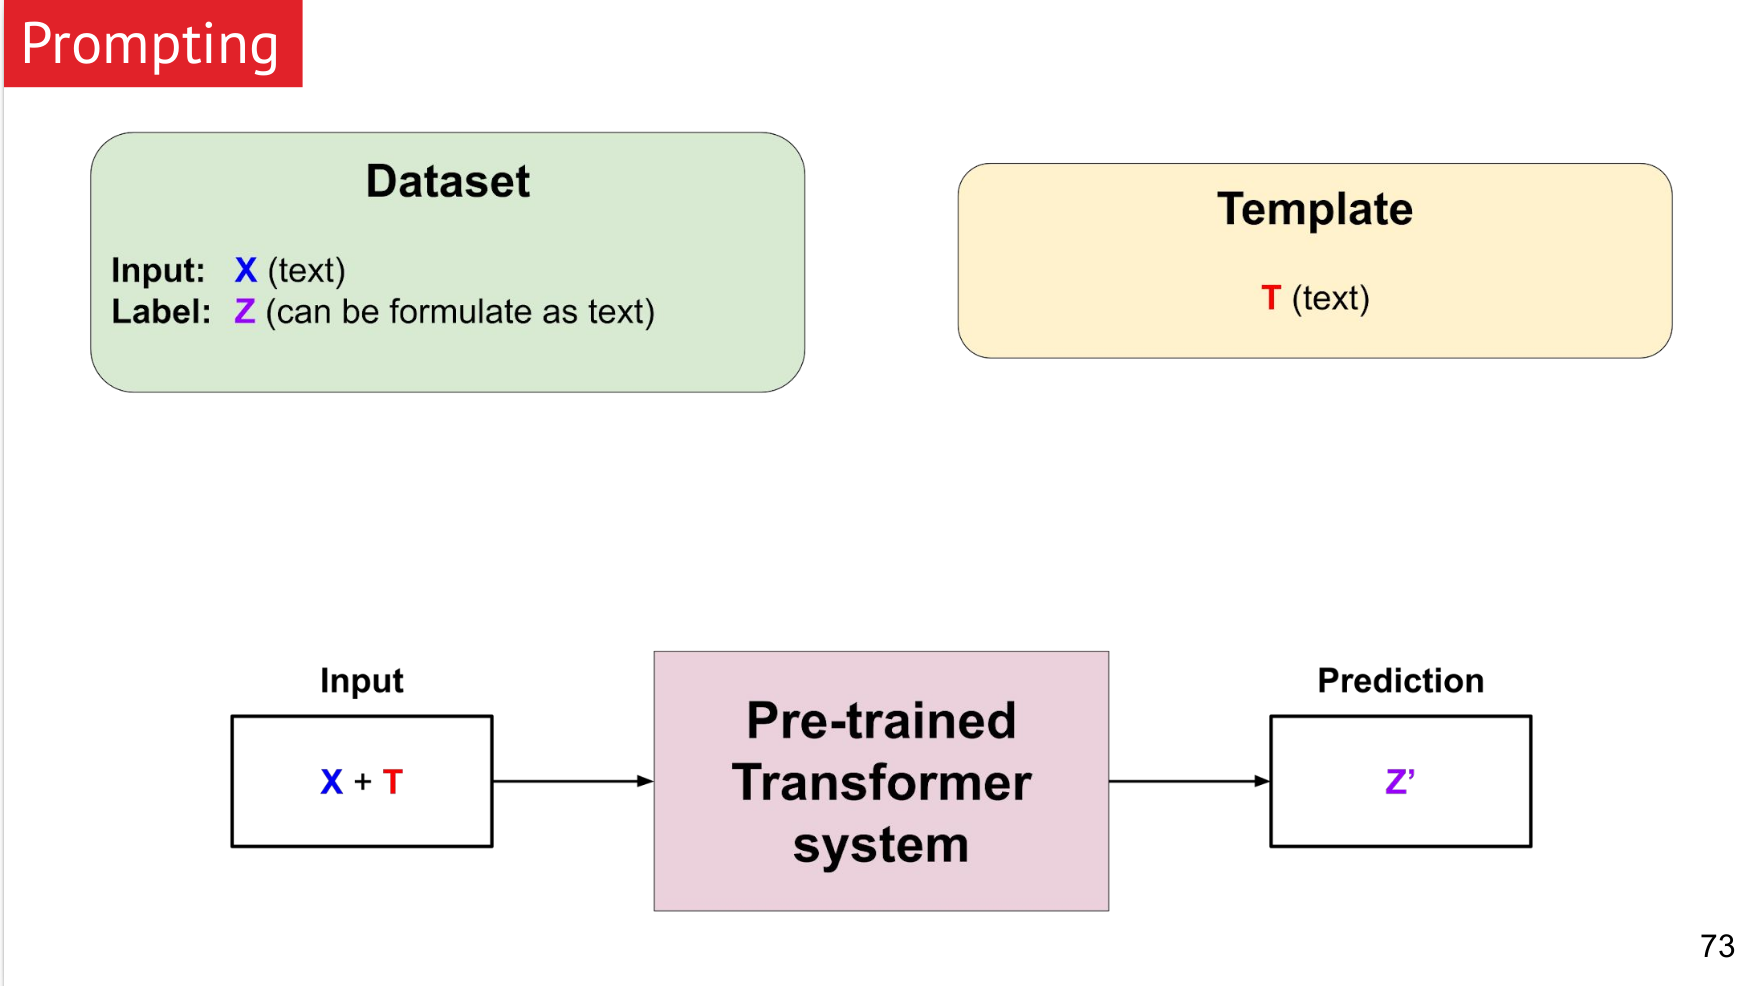 Prompting
Dataset
Input: X (text)
Label: Z (can be formulate as text)
Template
T (text)
Input
X + T
Pre-trained
Transformer
system
Prediction
Z’
73